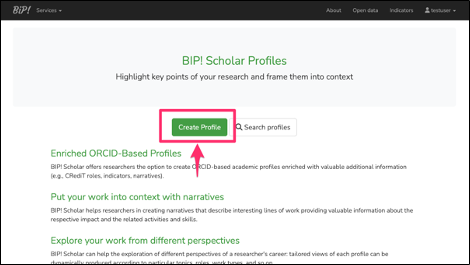 BIP! Services About Open data Indicators testuser
BIP! Scholar Profiles
Highlight key points of your research and frame them into context
Create Profile Search profiles
Enriched ORCID-Based Profiles
BIP! Scholar offers researchers the option to create ORCID-based academic profiles enriched with valuable additional information
(e.g., CRediT roles, indicators, narratives).
Put your work into context with narratives
BIP! Scholar helps researchers in creating narratives that describe interesting lines of work providing valuable information about the
respective impact and the related activities and skills.
Explore your work from different perspectives
BIP! Scholar can help the exploration of different perspectives of a researcher's career: tailored views of each profile can be
dynamically produced according to particular topics, roles, work types, and so on.